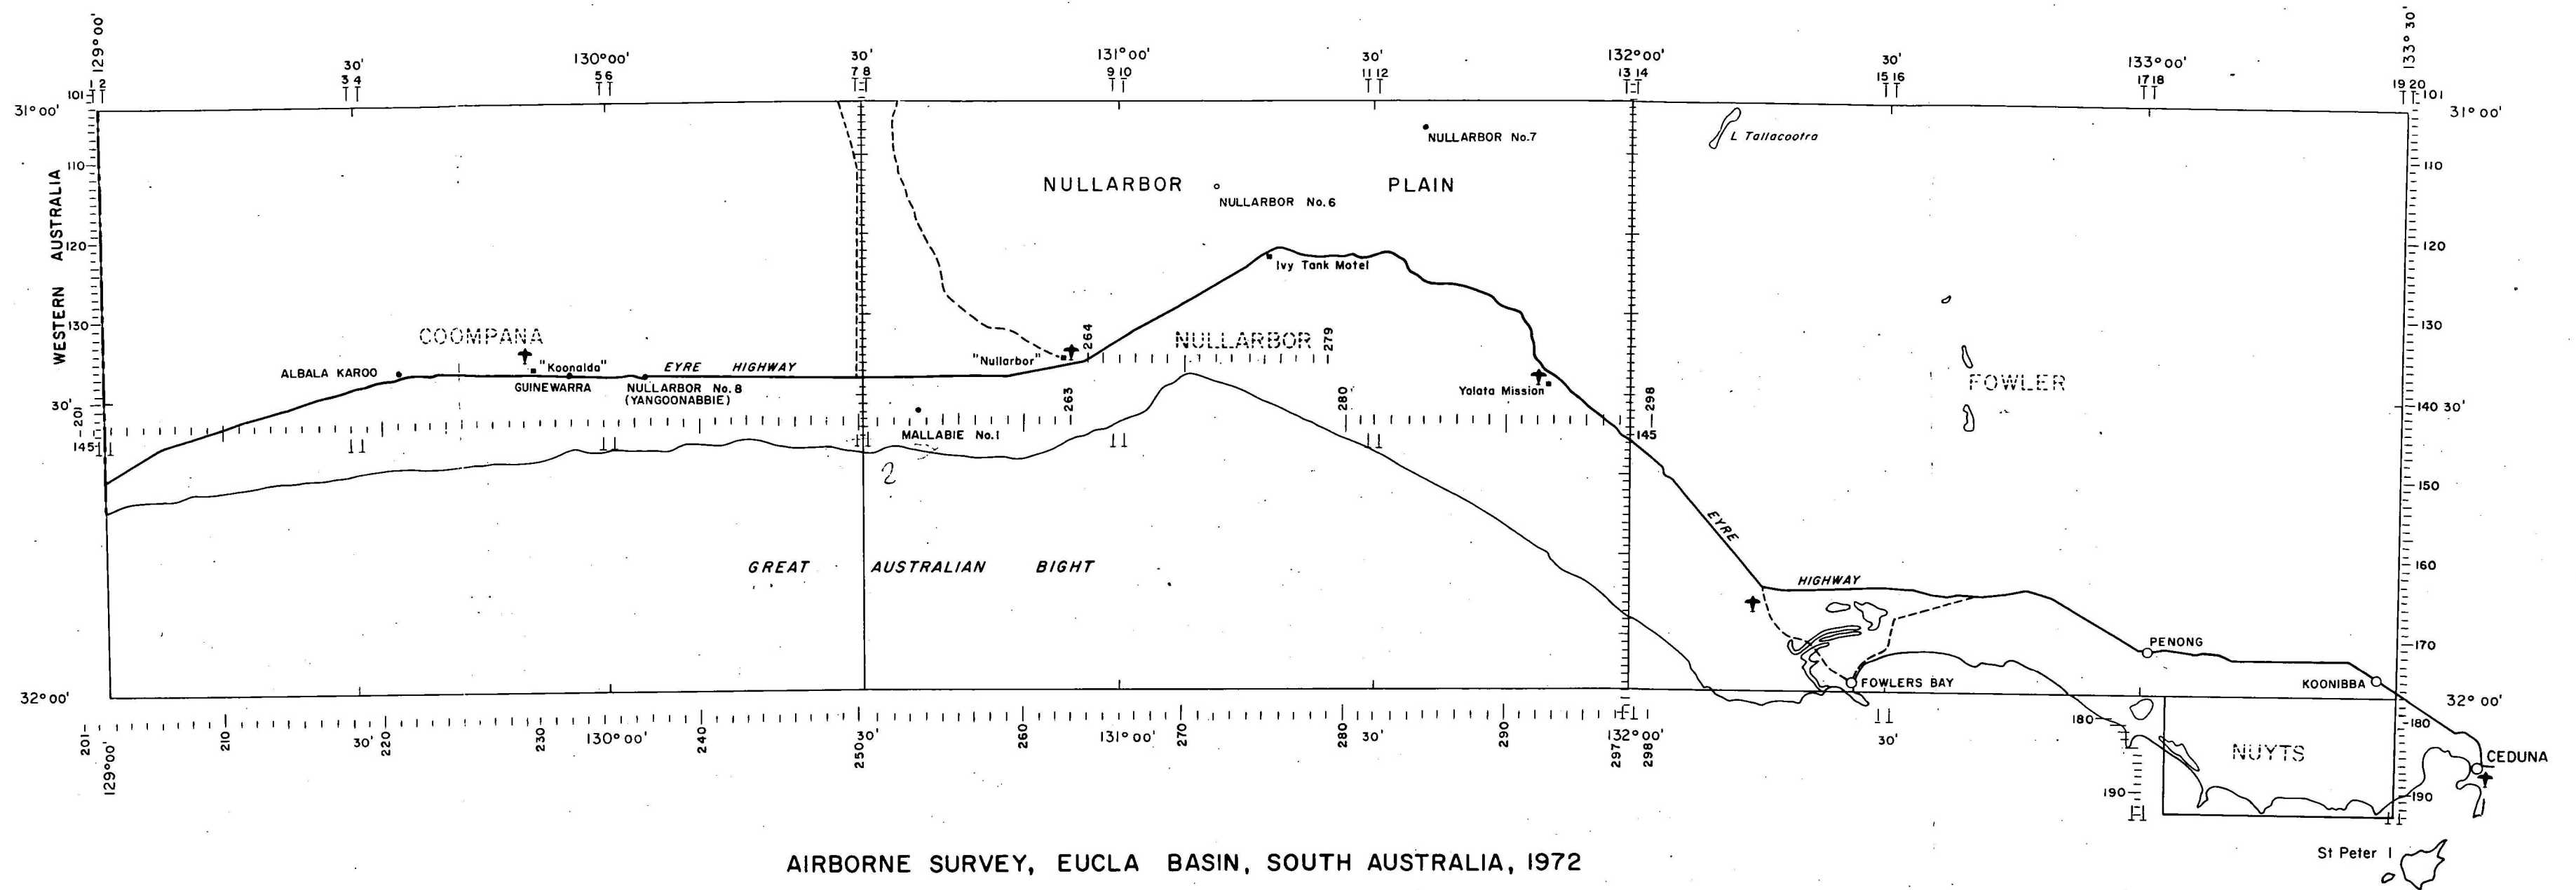 129°00'
30'
130°00'
30'
131°00'
30'
132°00'
30'
133°00'
133° 30'
1 2
3 4
5 6
7 8
9 10
11 12
13 14
15 16
17 18
19 20
101
101
31°00'
31° 00'
NULLARBOR No.7
L Tallacootra
110
110
NULLARBOR PLAIN
NULLARBOR No.6
WESTERN AUSTRALIA
120
120
Ivy Tank Motel
130
130
COOMPANA
264
NULLARBOR
279
"Nullarbor"
ALBALA KAROO
"Koonalda"
EYRE HIGHWAY
GUINEWARRA
NULLARBOR No.8
(YANGOONABBIE)
Yalata Mission
FOWLER
30'
201
263
280
298
140 30'
MALLABIE No.1
145
145
2
150
EYRE
GREAT AUSTRALIAN BIGHT
160
HIGHWAY
PENONG
170
FOWLERS BAY
KOONIBBA
32°00'
32° 00'
201
210
220
230
240
250
260
270
280
290
297
298
180
180
129°00'
30'
130°00'
30'
131°00'
30'
132°00'
30'
NUYTS
CEDUNA
190
190
AIRBORNE SURVEY, EUCLA BASIN, SOUTH AUSTRALIA, 1972
St Peter I